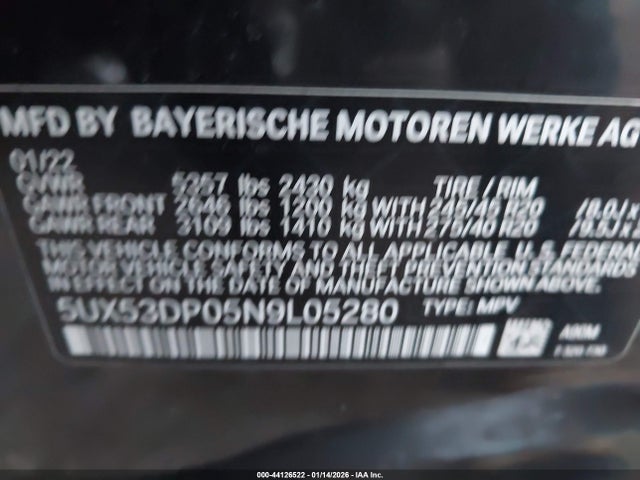 MFD BY BAYERISCHE MOTOREN WERKE AG
01/22
GVWR 5357 lbs 2430 kg TIRE / RIM
GAWR FRONT 2646 lbs 1200 kg WITH 245/45 R20
GAWR REAR 3109 lbs 1410 kg WITH 275/40 R20
THIS VEHICLE CONFORMS TO ALL APPLICABLE U.S. FEDERA
MOTOR VEHICLE SAFETY AND THEFT PREVENTION
STANDARDS IN EFFECT ON THE DATE OF MANUFACTURE SHOWN ABOVE.
5UX53DP05N9L05280 TYPE: MPV
000-44126522 - 01/14/2026 - IAA Inc.